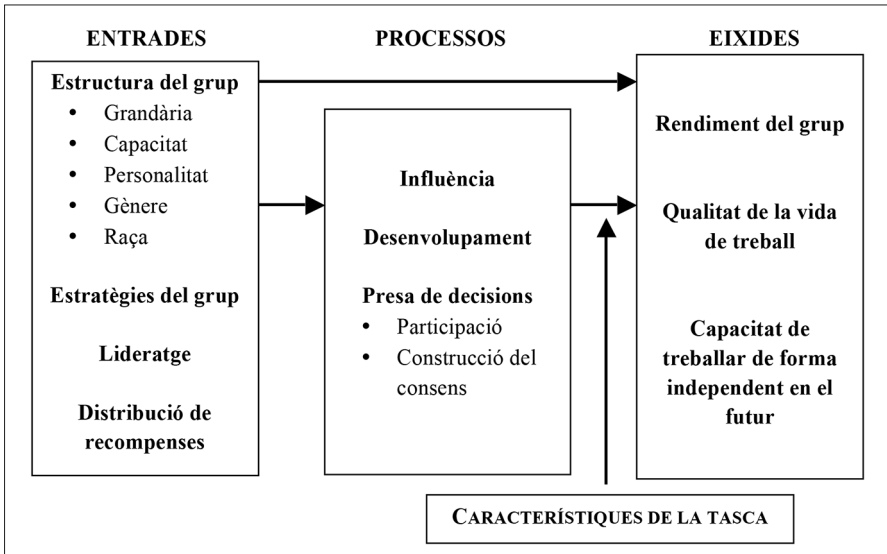 ENTRADES
Estructura del grup
• Grandària
• Capacitat
• Personalitat
• Gènere
• Raça
Estratègies del grup
Lideratge
Distribució de
recompenses
PROCESSOS
Influència
Desenvolupament
Presa de decisions
• Participació
• Construcció del
consens
EIXIDES
Rendiment del grup
Qualitat de la vida
de treball
Capacitat de
treballar de forma
independent en el
futur
CARACTERÍSTIQUES DE LA TASCA